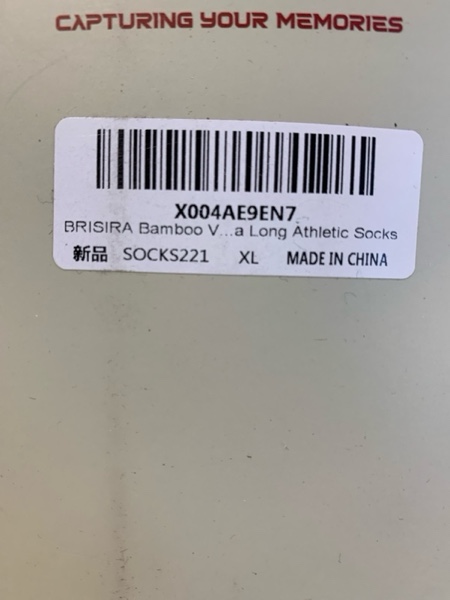 CAPTURING YOUR MEMORIES
X004AE9EN7
BRISIRA Bamboo V...a Long Athletic Socks
新品 SOCKS221 XL MADE IN CHINA